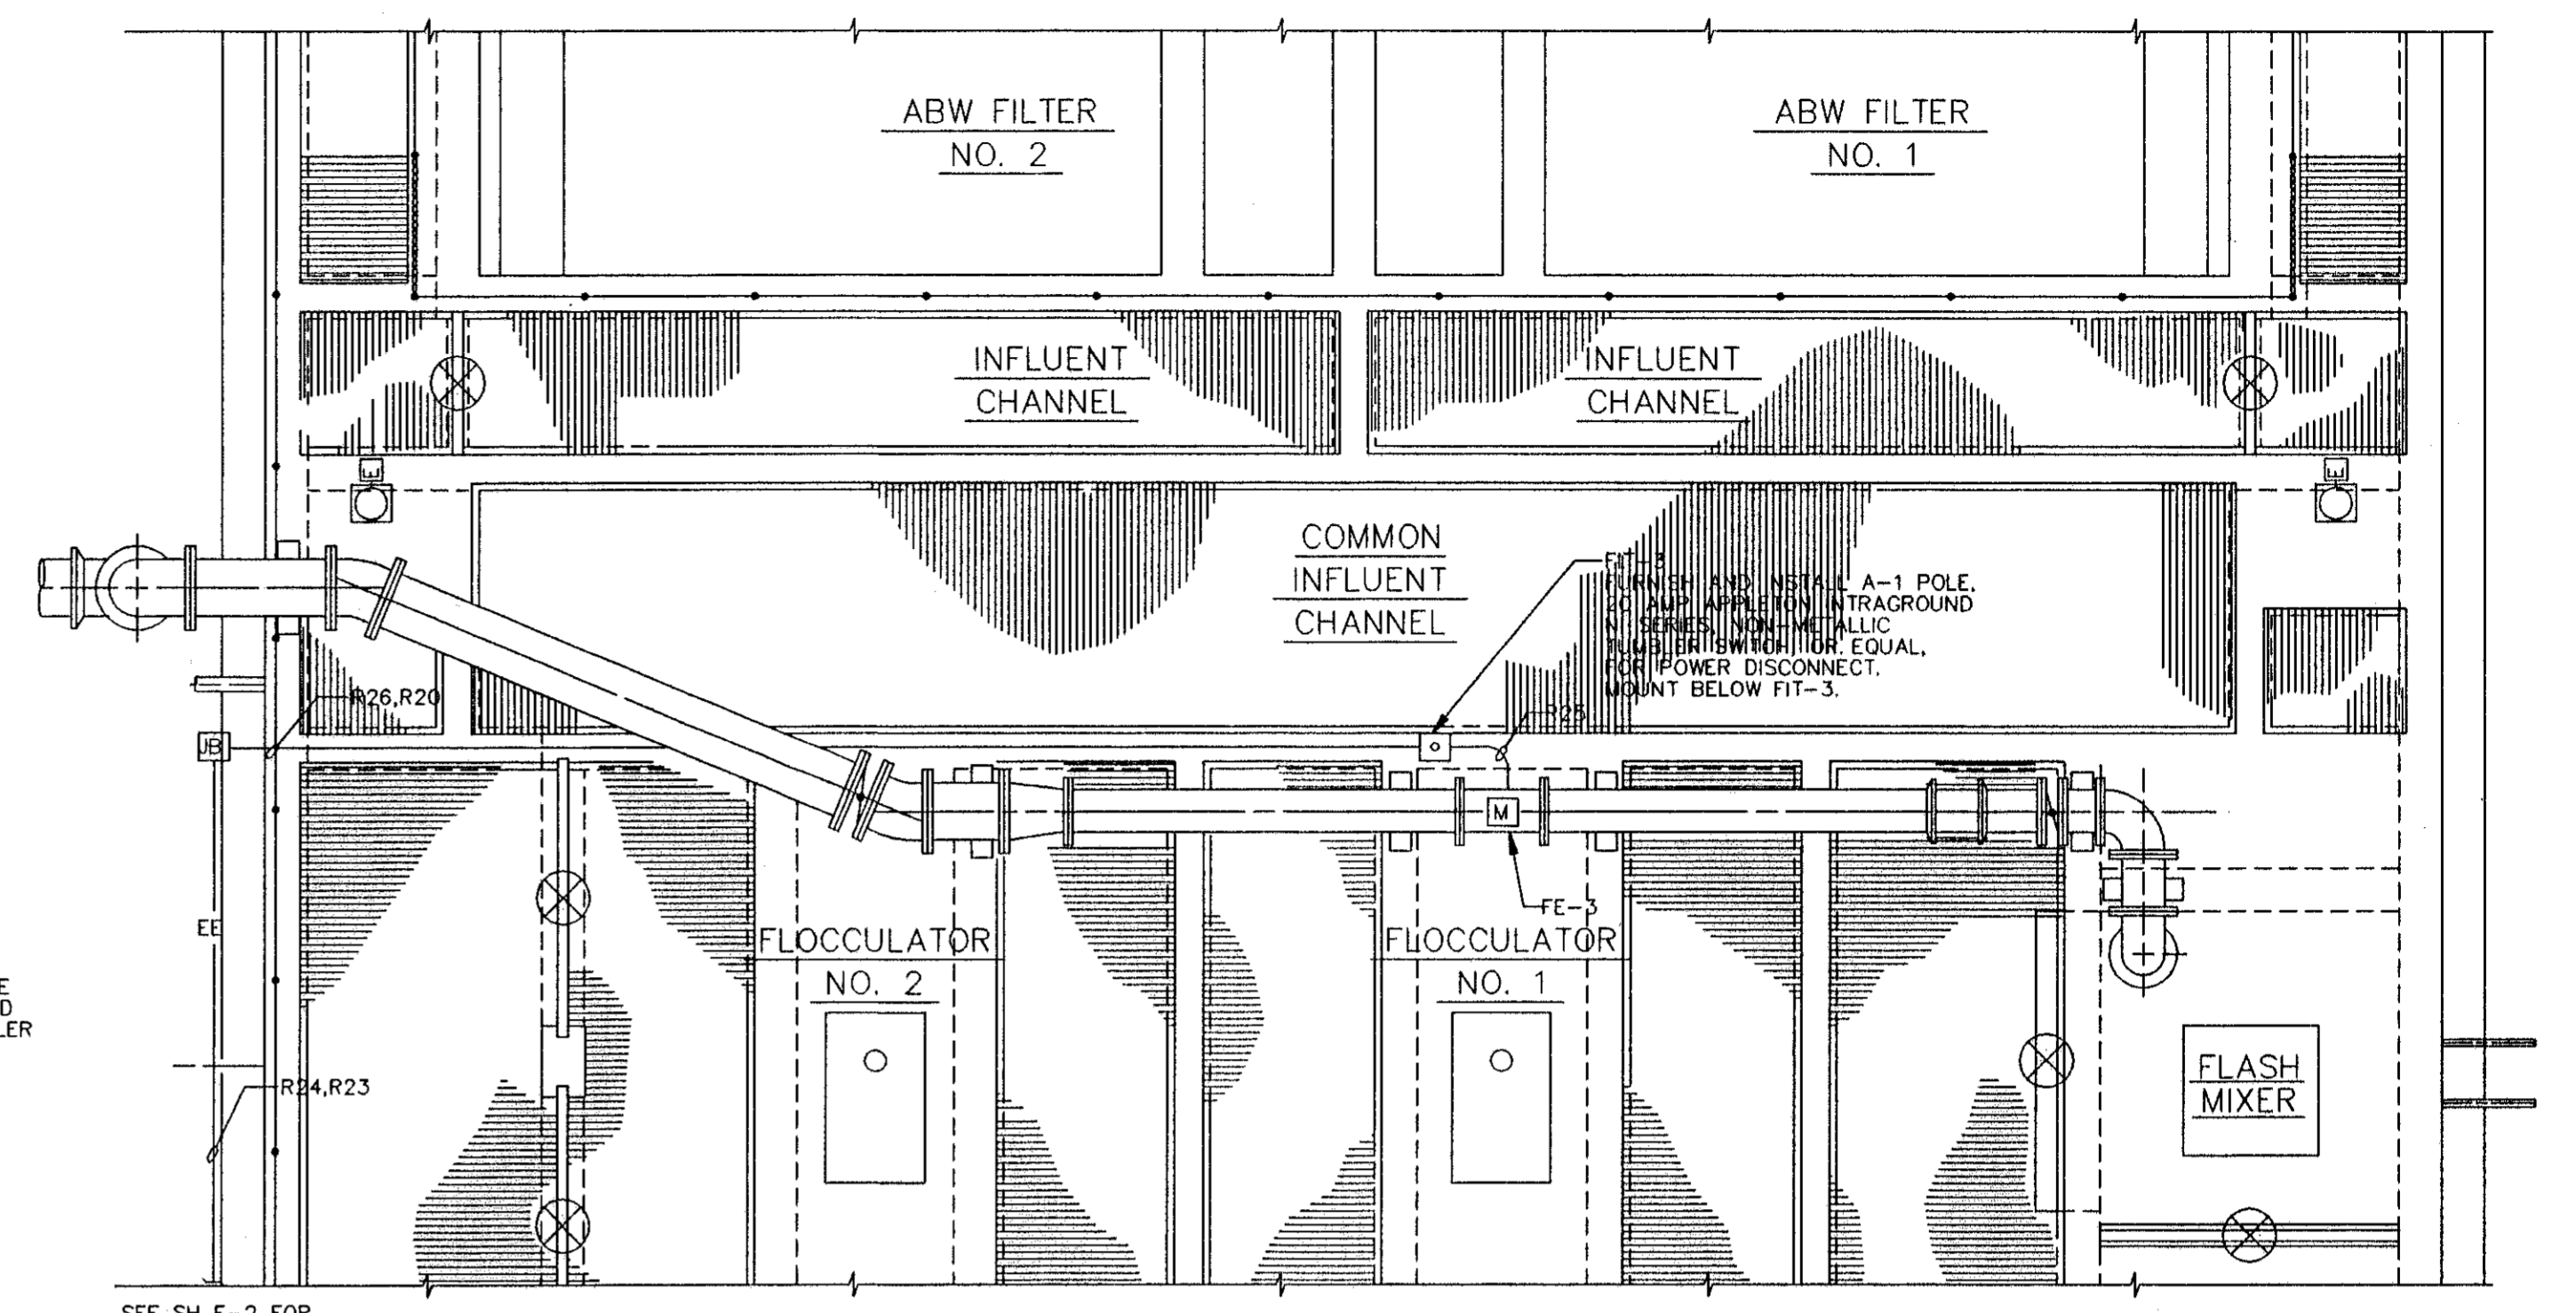 ABW FILTER
NO. 2
ABW FILTER
NO. 1
INFLUENT
CHANNEL
INFLUENT
CHANNEL
E
E
COMMON
INFLUENT
CHANNEL
FIT-3
FURNISH AND INSTALL A-1 POLE,
20 AMP APPLETON INTRAGROUND
N SERIES, NON-METALLIC
TUMBLER SWITCH, OR EQUAL,
FOR POWER DISCONNECT.
MOUNT BELOW FIT-3.
R26,R20
R25
JB
M
FE-3
EE
FLOCCULATOR
NO. 2
FLOCCULATOR
NO. 1
E
D
LER
R24,R23
FLASH
MIXER
SEE SH E-2 FOR